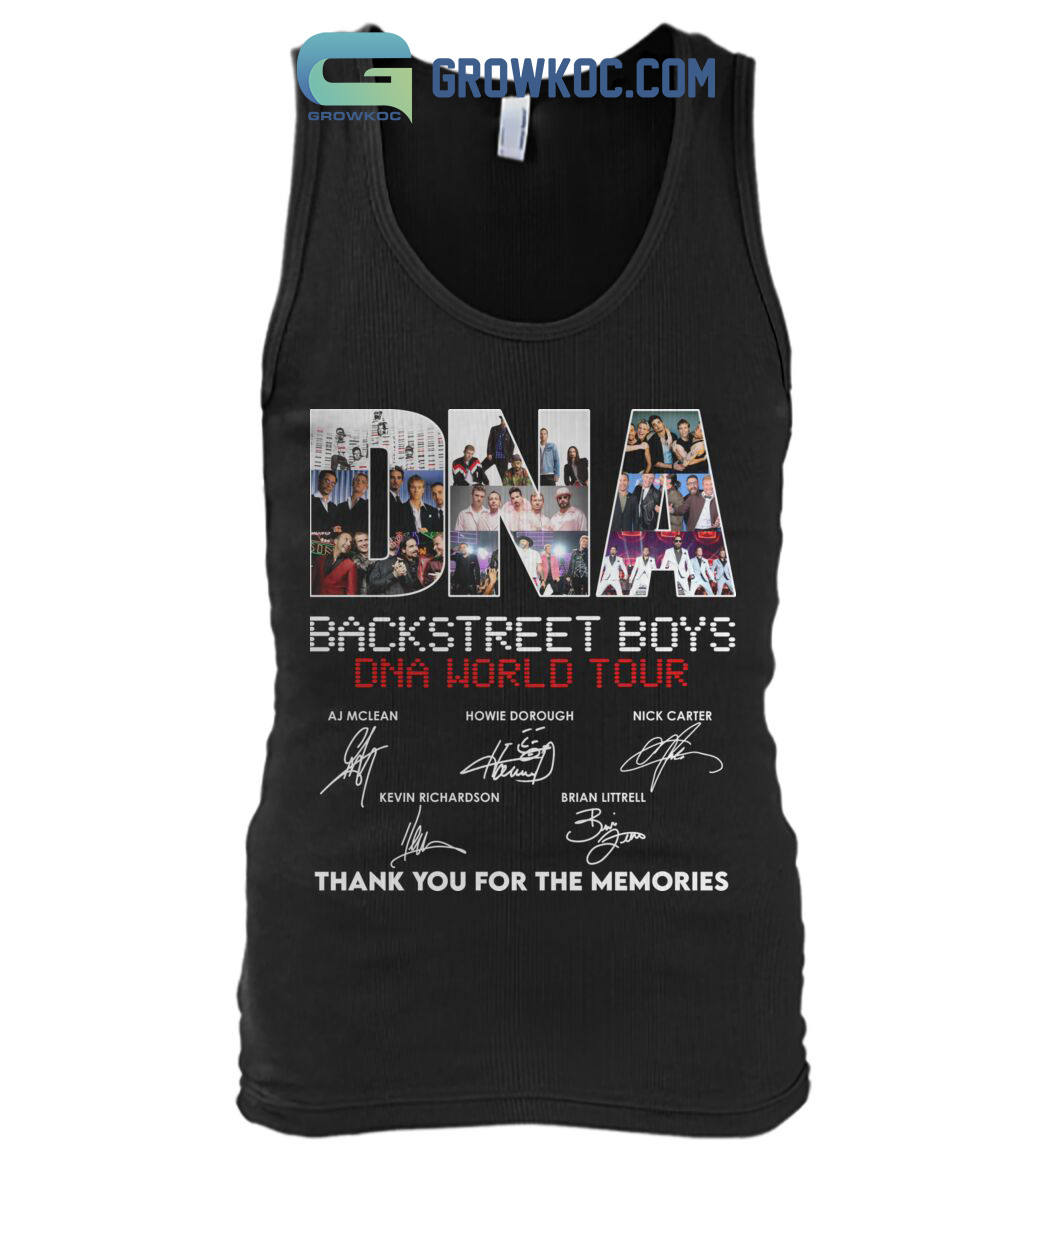 GROWKOC.COM
GROWKOC
DNA
BACKSTREET BOYS
DNA WORLD TOUR
AJ MCLEAN HOWIE DOROUGH NICK CARTER
KEVIN RICHARDSON BRIAN LITTRELL
THANK YOU FOR THE MEMORIES